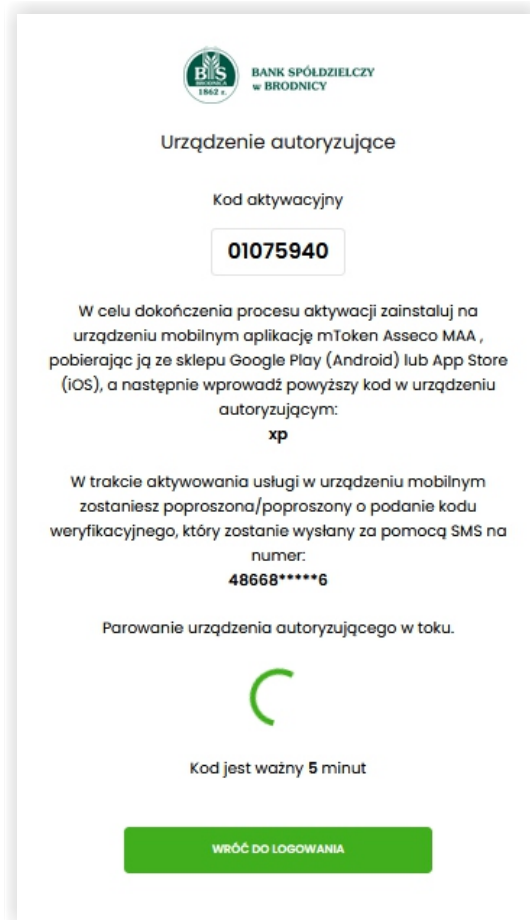 BS
BRODNICA
1862 r.
BANK SPÓŁDZIELCZY
w BRODNICY
Urządzenie autoryzujące
Kod aktywacyjny
01075940
W celu dokończenia procesu aktywacji zainstaluj na
urządzeniu mobilnym aplikację mToken Asseco MAA ,
pobierając ją ze sklepu Google Play (Android) lub App Store
(iOS), a następnie wprowadź powyższy kod w urządzeniu
autoryzującym:
xp
W trakcie aktywowania usługi w urządzeniu mobilnym
zostaniesz poproszona/poproszony o podanie kodu
weryfikacyjnego, który zostanie wysłany za pomocą SMS na
numer:
48668*****6
Parowanie urządzenia autoryzującego w toku.
Kod jest ważny 5 minut
WRÓĆ DO LOGOWANIA